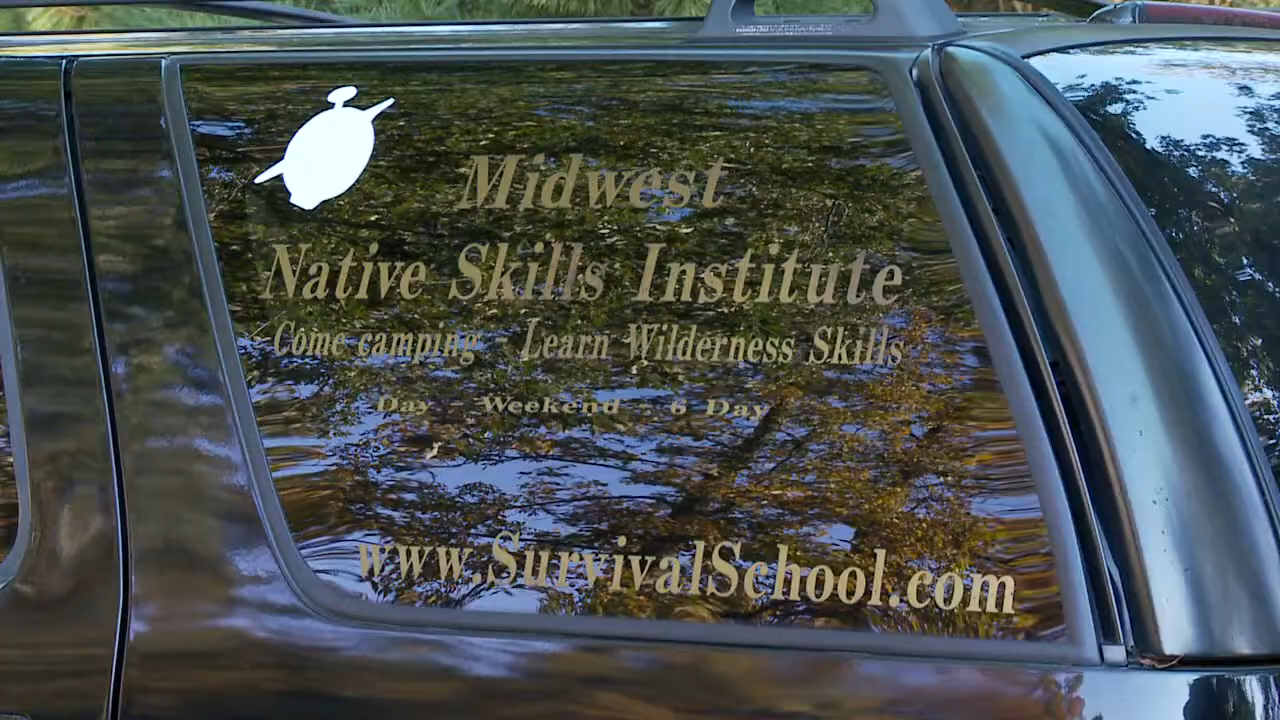 Midwest
Native Skills Institute
Come camping - Learn Wilderness Skills
Day - Weekend - 6 Day
www.SurvivalSchool.com